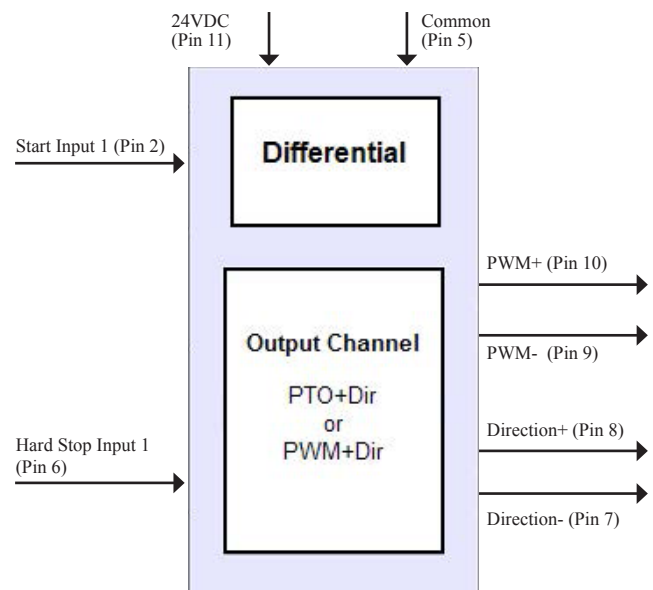 24VDC
(Pin 11)
Common
(Pin 5)
Start Input 1 (Pin 2)
Differential
PWM+ (Pin 10)
Output Channel
PWM- (Pin 9)
PTO+Dir
or
PWM+Dir
Direction+ (Pin 8)
Hard Stop Input 1
(Pin 6)
Direction- (Pin 7)